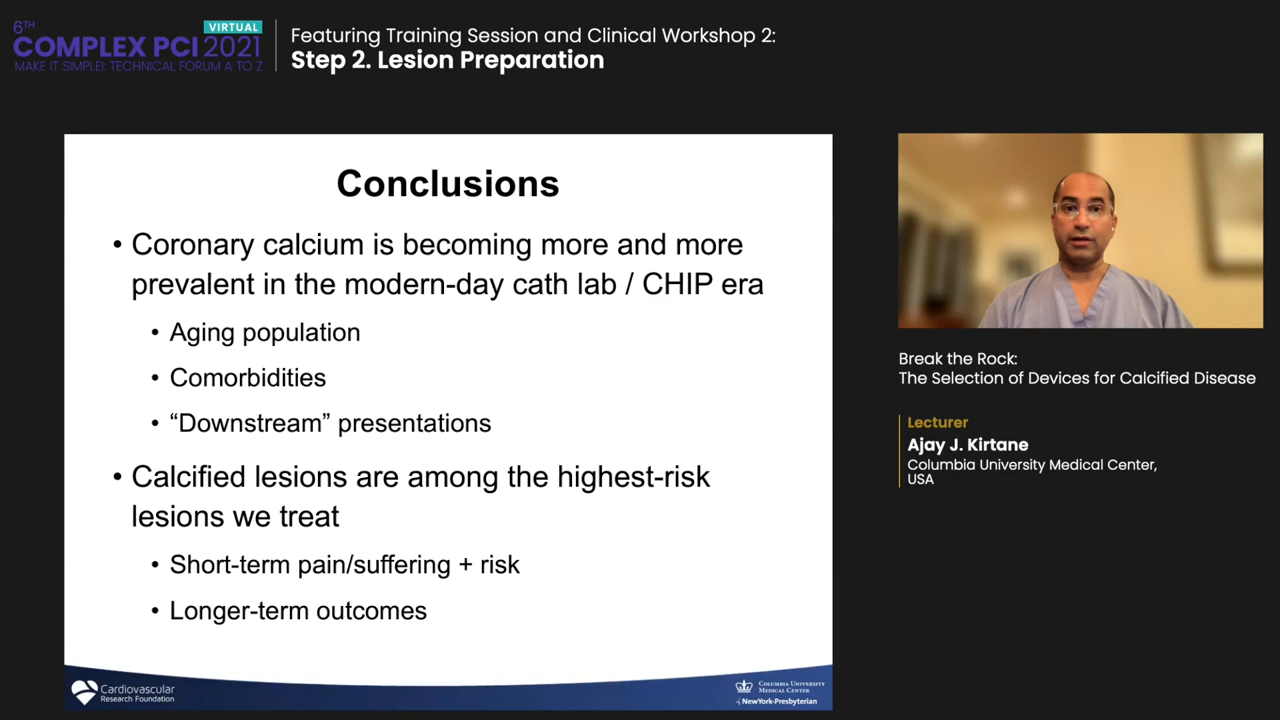 6TH
VIRTUAL
COMPLEX PCI 2021
MAKE IT SIMPLE!: TECHNICAL FORUM A TO Z
Featuring Training Session and Clinical Workshop 2:
Step 2. Lesion Preparation
Conclusions
• Coronary calcium is becoming more and more
prevalent in the modern-day cath lab / CHIP era
• Aging population
• Comorbidities
• “Downstream” presentations
• Calcified lesions are among the highest-risk
lesions we treat
• Short-term pain/suffering + risk
• Longer-term outcomes
Cardiovascular
Research Foundation
COLUMBIA UNIVERSITY
MEDICAL CENTER
NewYork-Presbyterian
Break the Rock:
The Selection of Devices for Calcified Disease
Lecturer
Ajay J. Kirtane
Columbia University Medical Center,
USA